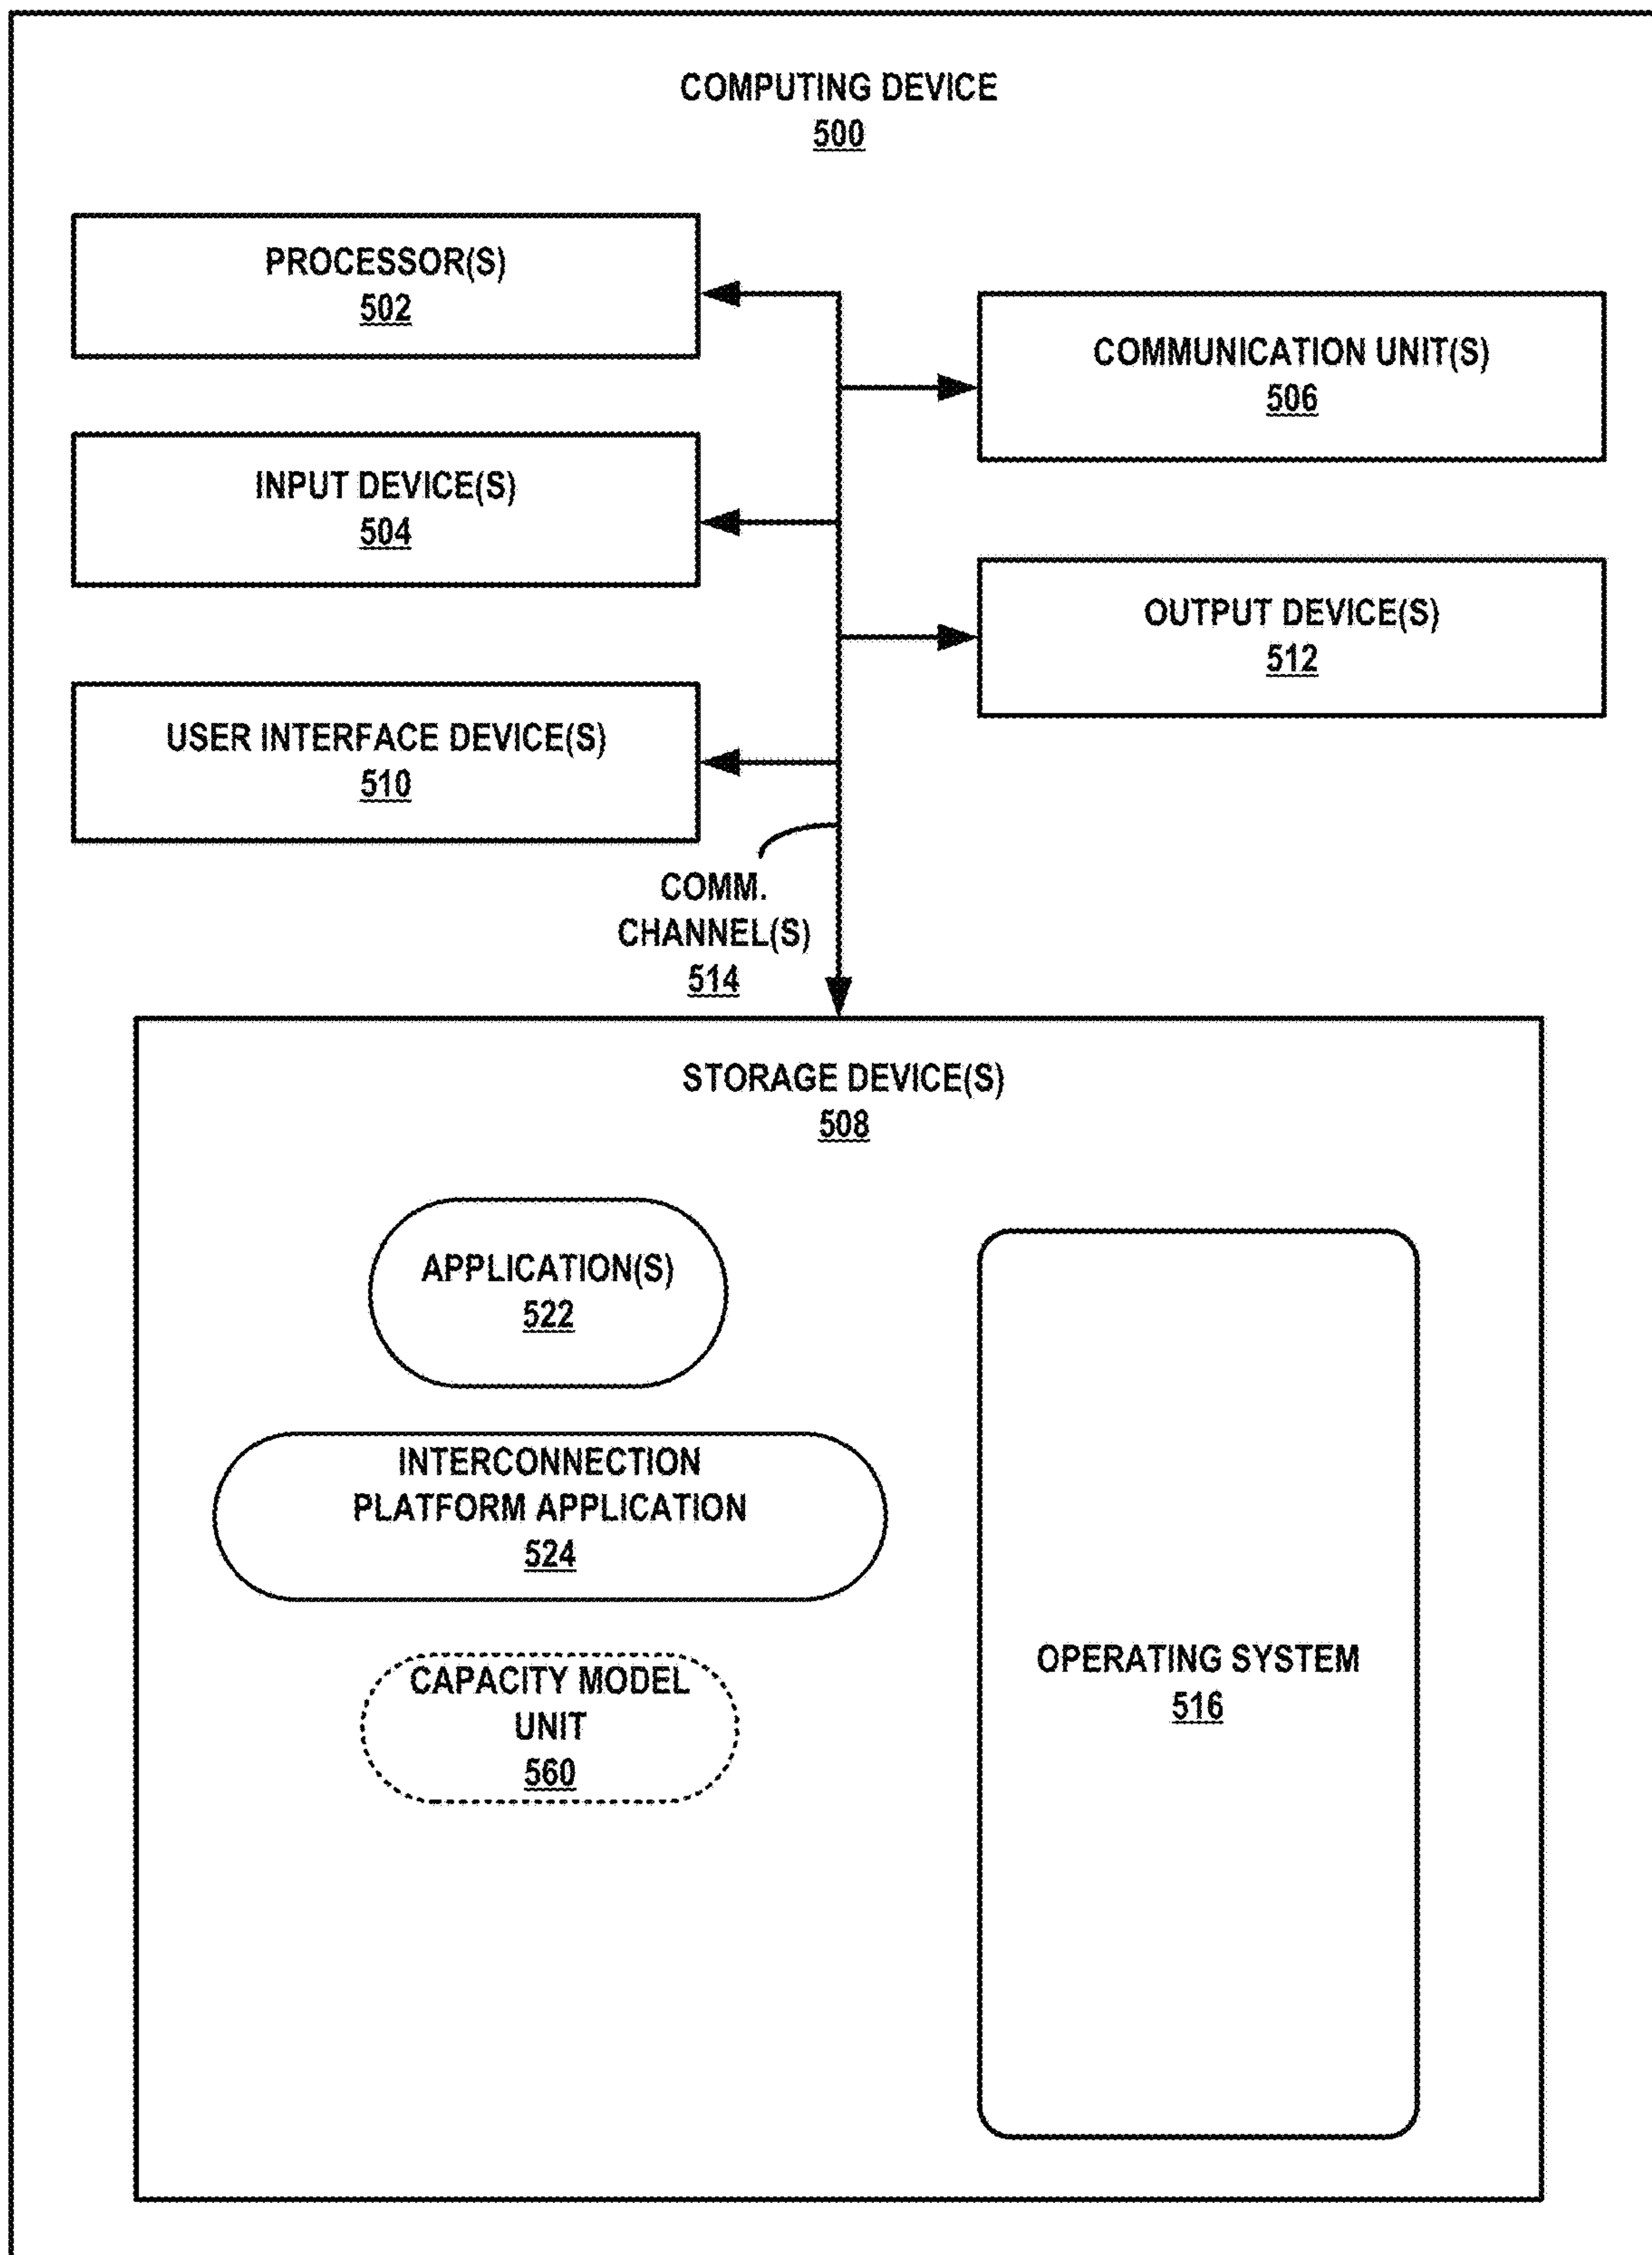 COMPUTING DEVICE
500
PROCESSOR(S)
502
COMMUNICATION UNIT(S)
506
INPUT DEVICE(S)
504
OUTPUT DEVICE(S)
512
USER INTERFACE DEVICE(S)
510
COMM.
CHANNEL(S)
514
STORAGE DEVICE(S)
508
APPLICATION(S)
522
INTERCONNECTION
PLATFORM APPLICATION
524
CAPACITY MODEL
UNIT
560
OPERATING SYSTEM
516